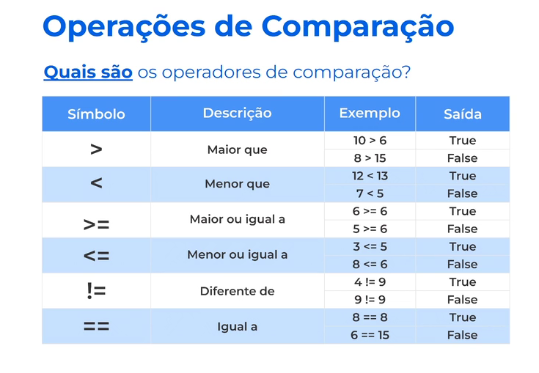 Operações de Comparação
Quais são os operadores de comparação?
Símbolo Descrição Exemplo Saída
> Maior que 10 > 6 True
8 > 15 False
< Menor que 12 < 13 True
7 < 5 False
>= Maior ou igual a 6 >= 6 True
5 >= 6 False
<= Menor ou igual a 3 <= 5 True
8 <= 6 False
!= Diferente de 4 != 9 True
9 != 9 False
== Igual a 8 == 8 True
6 == 15 False